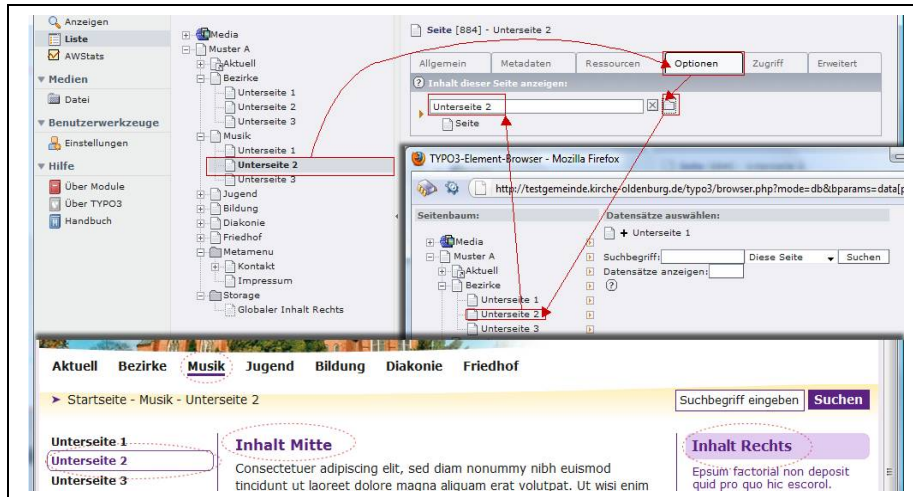 Anzeigen
Liste
AWStats
Medien
Datei
Benutzerwerkzeuge
Einstellungen
Hilfe
Über Module
Über TYPO3
Handbuch
Media
Muster A
Aktuell
Bezirke
Unterseite 1
Unterseite 2
Unterseite 3
Musik
Unterseite 1
Unterseite 2
Unterseite 3
Jugend
Bildung
Diakonie
Friedhof
Metamenu
Kontakt
Impressum
Storage
Globaler Inhalt Rechts
Seite [884] - Unterseite 2
Allgemein Metadaten Ressourcen Optionen Zugriff Erweitert
Inhalt dieser Seite anzeigen:
Unterseite 2
Seite
TYPO3-Element-Browser - Mozilla Firefox
http://testgemeinde.kirche-oldenburg.de/typo3/browser.php?mode=db&bparams=data[p
Seitenbaum:
Media
Muster A
Aktuell
Bezirke
Unterseite 1
Unterseite 2
Unterseite 3
Datensätze auswählen:
+ Unterseite 1
Suchbegriff: Diese Seite Suchen
Datensätze anzeigen:
Aktuell Bezirke Musik Jugend Bildung Diakonie Friedhof
➤ Startseite - Musik - Unterseite 2
Suchbegriff eingeben Suchen
Unterseite 1
Unterseite 2
Unterseite 3
Inhalt Mitte
Consectetuer adipiscing elit, sed diam nonummy nibh euismod
tincidunt ut laoreet dolore magna aliquam erat volutpat. Ut wisi enim
Inhalt Rechts
Epsum factorial non deposit
quid pro quo hic escorol.